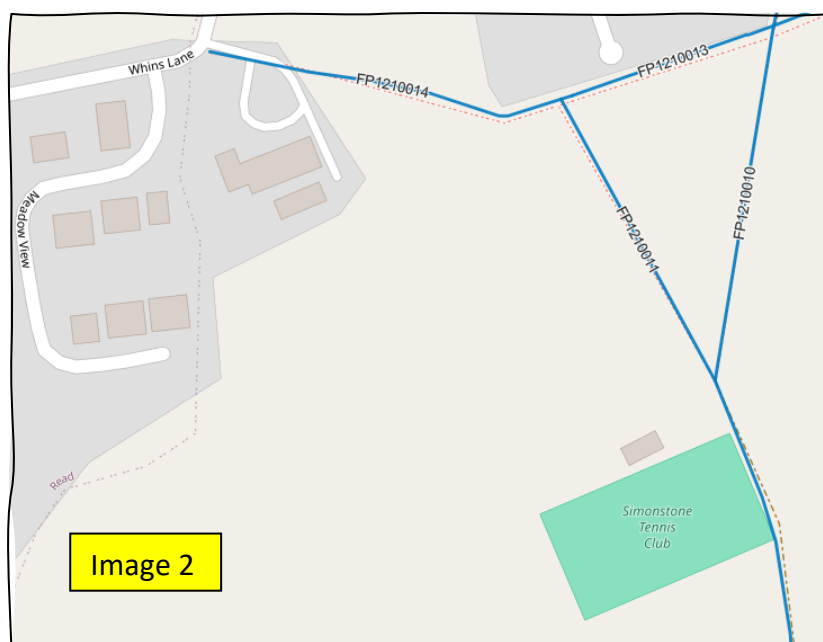 Whins Lane
FP1210014
FP1210013
Meadow View
FP1210011
FP1210010
Read
Simonstone
Tennis
Club
Image 2